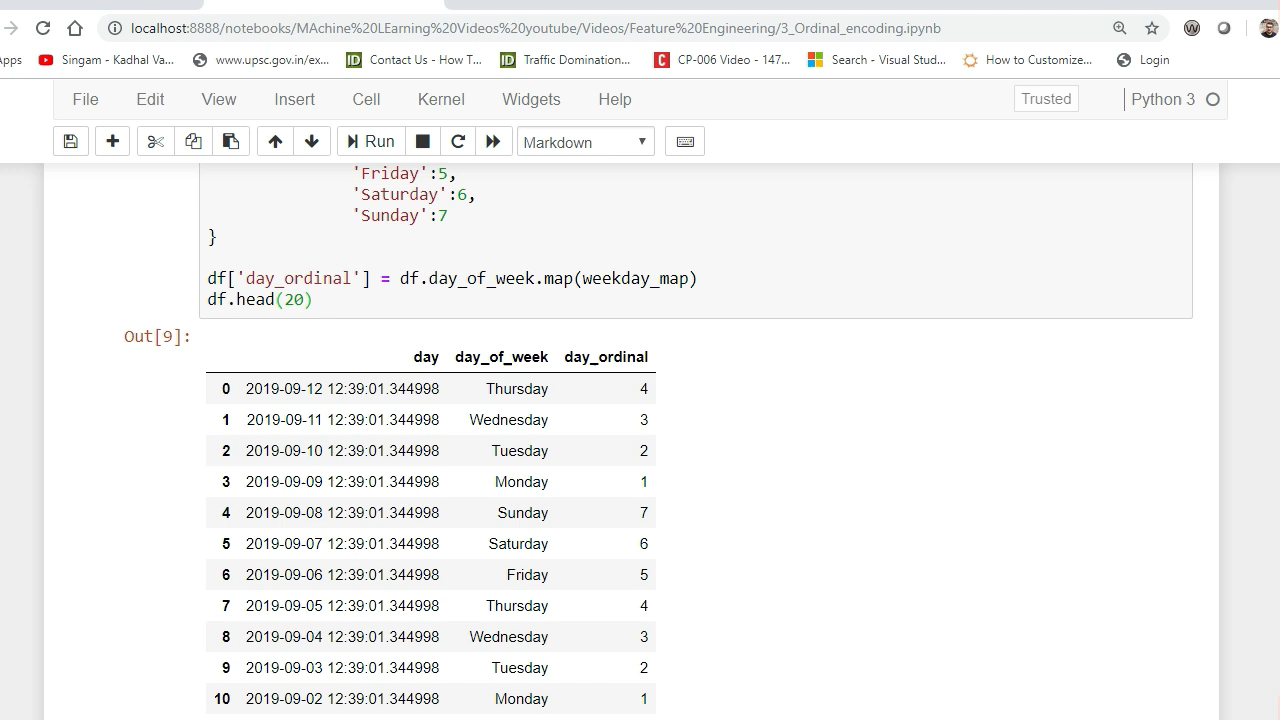 localhost:8888/notebooks/MAchine%20LEarning%20Videos%20youtube/Videos/Feature%20Engineering/3_Ordinal_encoding.ipynb
Apps Singam - Kadhal Va... www.upsc.gov.in/ex... ID Contact Us - How T... ID Traffic Domination... C CP-006 Video - 147... Search - Visual Stud... How to Customize... Login
File Edit View Insert Cell Kernel Widgets Help Trusted Python 3
Run Markdown
'Friday':5,
'Saturday':6,
'Sunday':7
}
df['day_ordinal'] = df.day_of_week.map(weekday_map)
df.head(20)
Out[9]:
day day_of_week day_ordinal
0 2019-09-12 12:39:01.344998 Thursday 4
1 2019-09-11 12:39:01.344998 Wednesday 3
2 2019-09-10 12:39:01.344998 Tuesday 2
3 2019-09-09 12:39:01.344998 Monday 1
4 2019-09-08 12:39:01.344998 Sunday 7
5 2019-09-07 12:39:01.344998 Saturday 6
6 2019-09-06 12:39:01.344998 Friday 5
7 2019-09-05 12:39:01.344998 Thursday 4
8 2019-09-04 12:39:01.344998 Wednesday 3
9 2019-09-03 12:39:01.344998 Tuesday 2
10 2019-09-02 12:39:01.344998 Monday 1